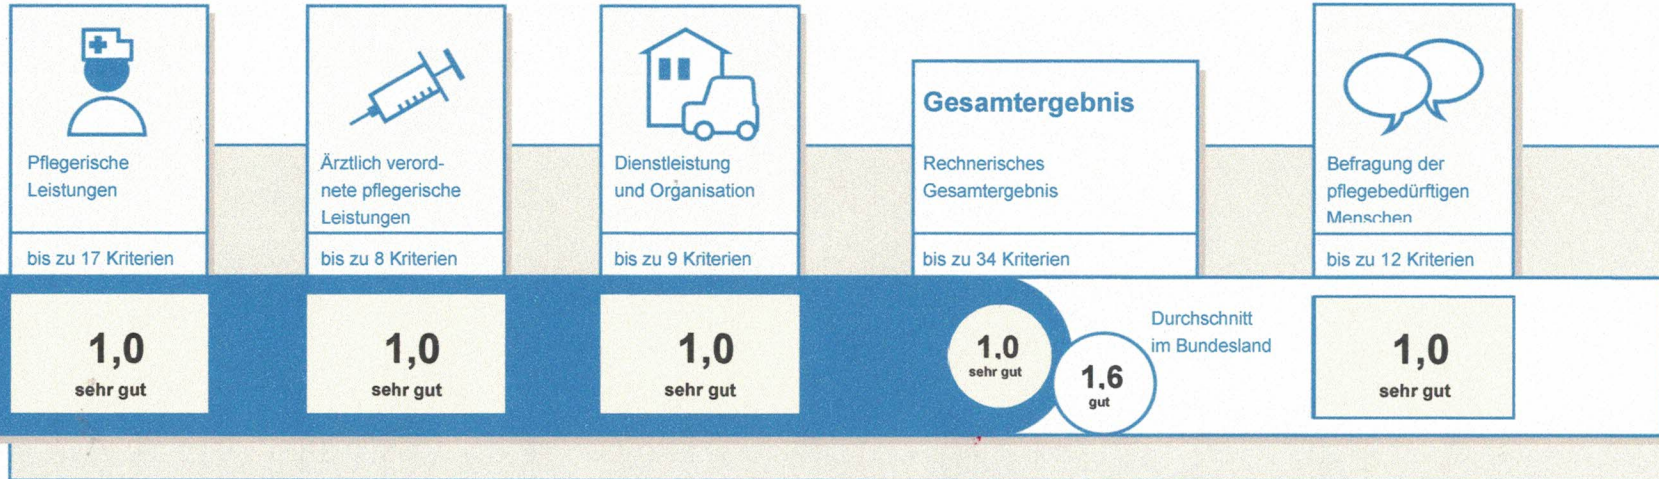 Pflegerische
Leistungen
bis zu 17 Kriterien
1,0
sehr gut
Ärztlich verord-
nete pflegerische
Leistungen
bis zu 8 Kriterien
1,0
sehr gut
Dienstleistung
und Organisation
bis zu 9 Kriterien
1,0
sehr gut
Gesamtergebnis
Rechnerisches
Gesamtergebnis
bis zu 34 Kriterien
1,0
sehr gut
1,6
gut
Durchschnitt
im Bundesland
Befragung der
pflegebedürftigen
Menschen
bis zu 12 Kriterien
1,0
sehr gut